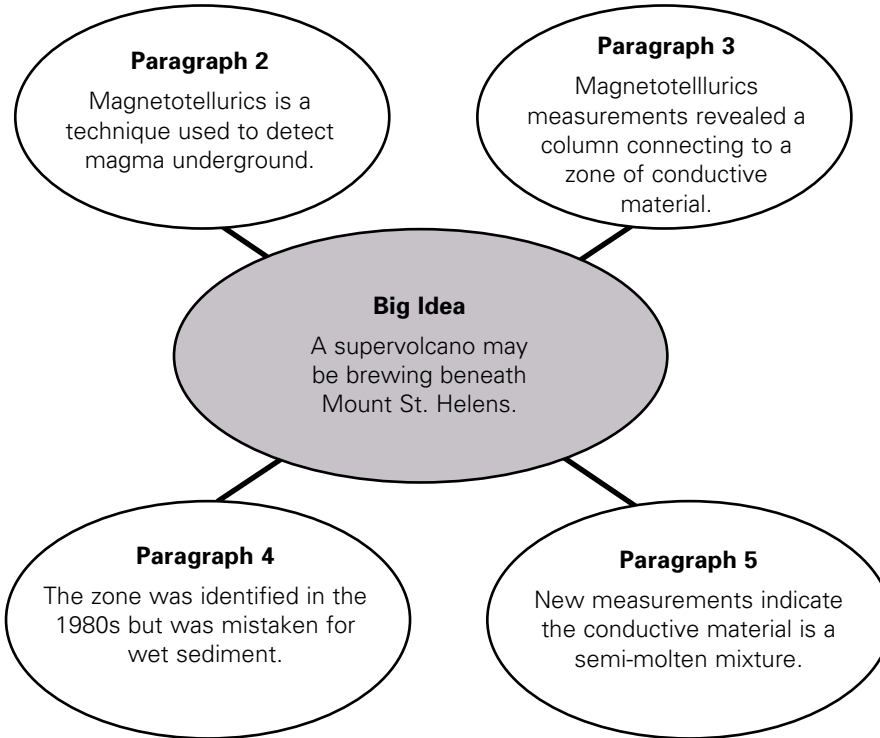 Paragraph 2
Magnetotellurics is a
technique used to detect
magma underground.
Paragraph 3
Magnetotelllurics
measurements revealed a
column connecting to a
zone of conductive
material.
Big Idea
A supervolcano may
be brewing beneath
Mount St. Helens.
Paragraph 4
The zone was identified in the
1980s but was mistaken for
wet sediment.
Paragraph 5
New measurements indicate
the conductive material is a
semi-molten mixture.